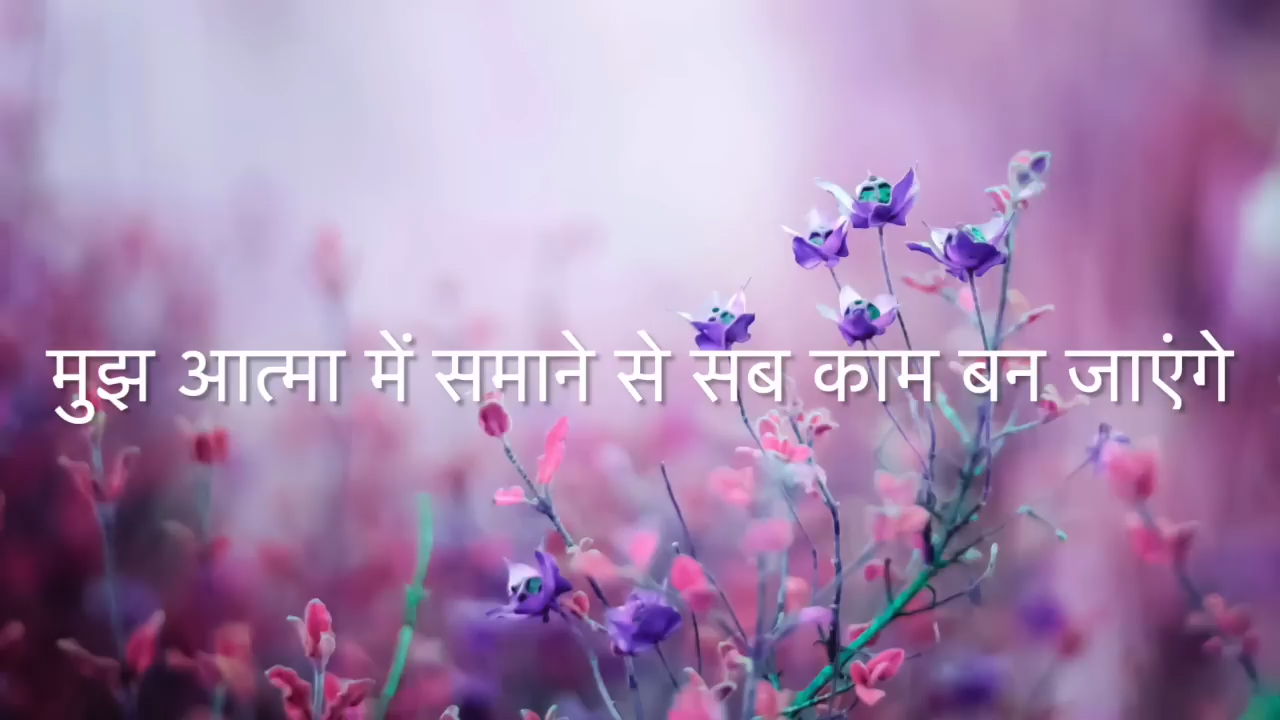 मुझ आत्मा में समाने से सब काम बन जाएंगे